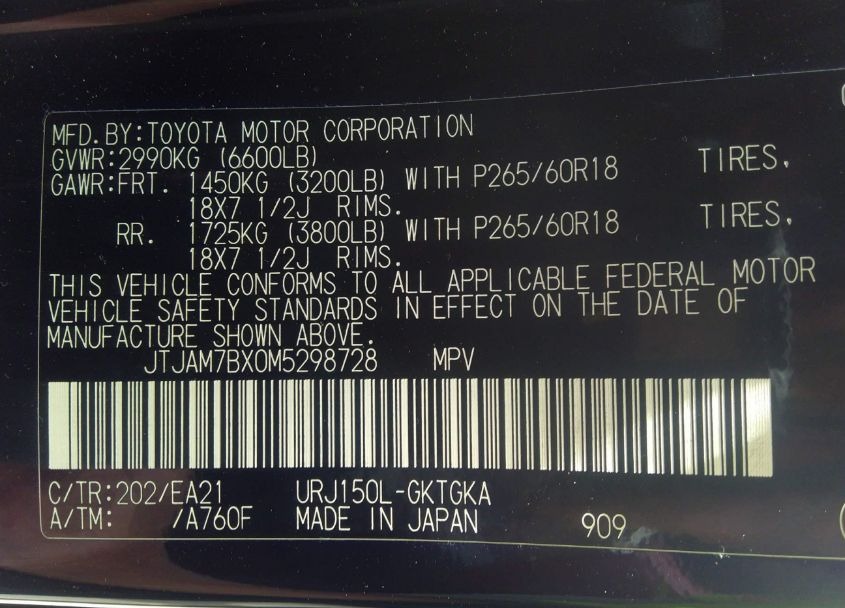 MFD.BY:TOYOTA MOTOR CORPORATION
GVWR:2990KG (6600LB)
GAWR:FRT. 1450KG (3200LB) WITH P265/60R18 TIRES,
18X7 1/2J RIMS.
RR. 1725KG (3800LB) WITH P265/60R18 TIRES,
18X7 1/2J RIMS.
THIS VEHICLE CONFORMS TO ALL APPLICABLE FEDERAL MOTOR
VEHICLE SAFETY STANDARDS IN EFFECT ON THE DATE OF
MANUFACTURE SHOWN ABOVE.
JTJAM7BX0M5298728 MPV
C/TR:202/EA21 URJ150L-GKTGKA
A/TM: /A760F MADE IN JAPAN 909